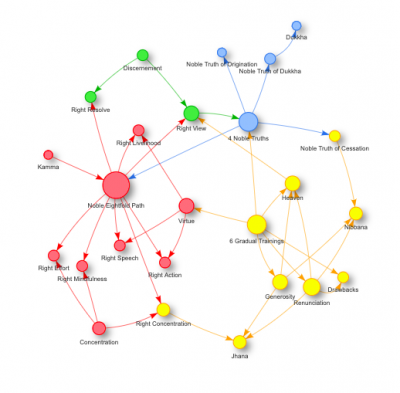 Dukkha
Noble Truth of Origination
Discernement
Noble Truth of Dukkha
Right Resolve
Right View
4 Noble Truths
Right Livelihood
Noble Truth of Cessation
Kamma
Heaven
Noble Eightfold Path
Virtue
Nibbana
6 Gradual Trainings
Right Speech
Right Effort
Right Action
Right Mindfulness
Drawbacks
Generosity
Renunciation
Right Concentration
Concentration
Jhana